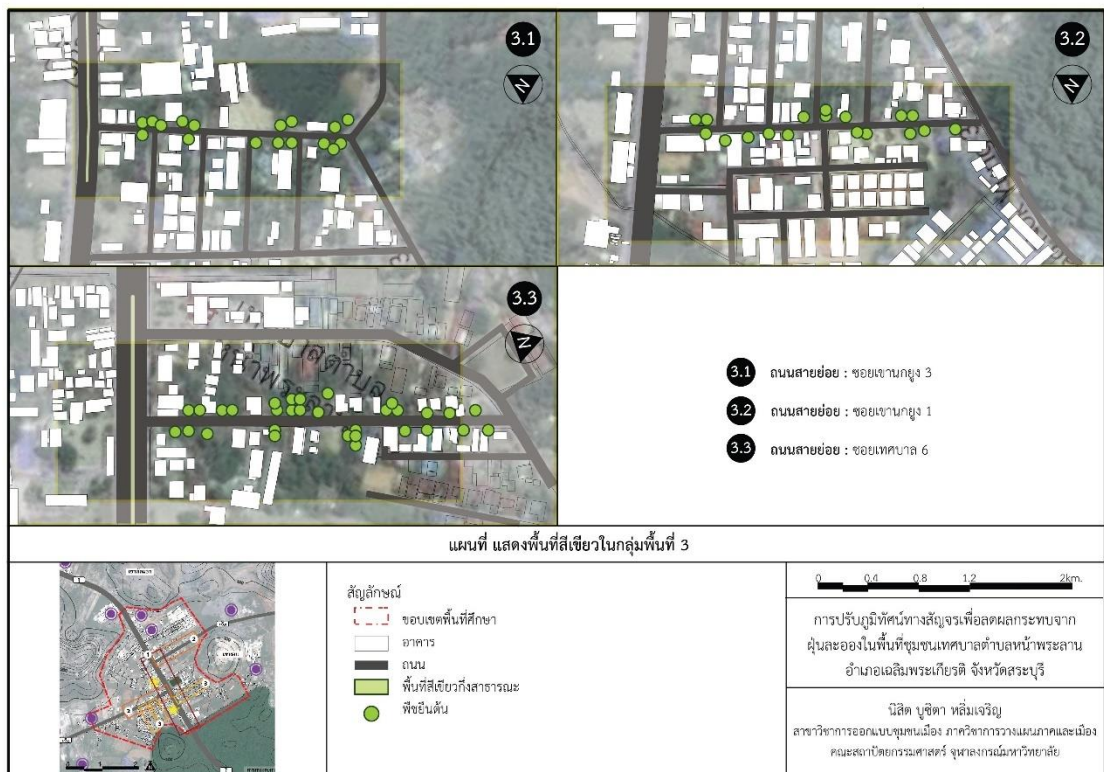 3.1
N
3.2
N
3.3
N
3.1 ถนนสายย่อย : ซอยเขานกยูง 3
3.2 ถนนสายย่อย : ซอยเขานกยูง 1
3.3 ถนนสายย่อย : ซอยเทศบาล 6
แผนที่ แสดงพื้นที่สีเขียวในกลุ่มพื้นที่ 3
สัญลักษณ์
ขอบเขตพื้นที่ศึกษา
อาคาร
ถนน
พื้นที่สีเขียวกึ่งสาธารณะ
พืชยืนต้น
0 0.4 0.8 1.2 2km.
การปรับภูมิทัศน์ทางสัญจรเพื่อลดผลกระทบจาก
ฝุ่นละอองในพื้นที่ชุมชนเทศบาลตำบลหน้าพระลาน
อำเภอเฉลิมพระเกียรติ จังหวัดสระบุรี
นิสิต บูชิตา หลิ่มเจริญ
สาขาวิชาการออกแบบชุมชนเมือง ภาควิชาการวางแผนภาคและเมือง
คณะสถาปัตยกรรมศาสตร์ จุฬาลงกรณ์มหาวิทยาลัย